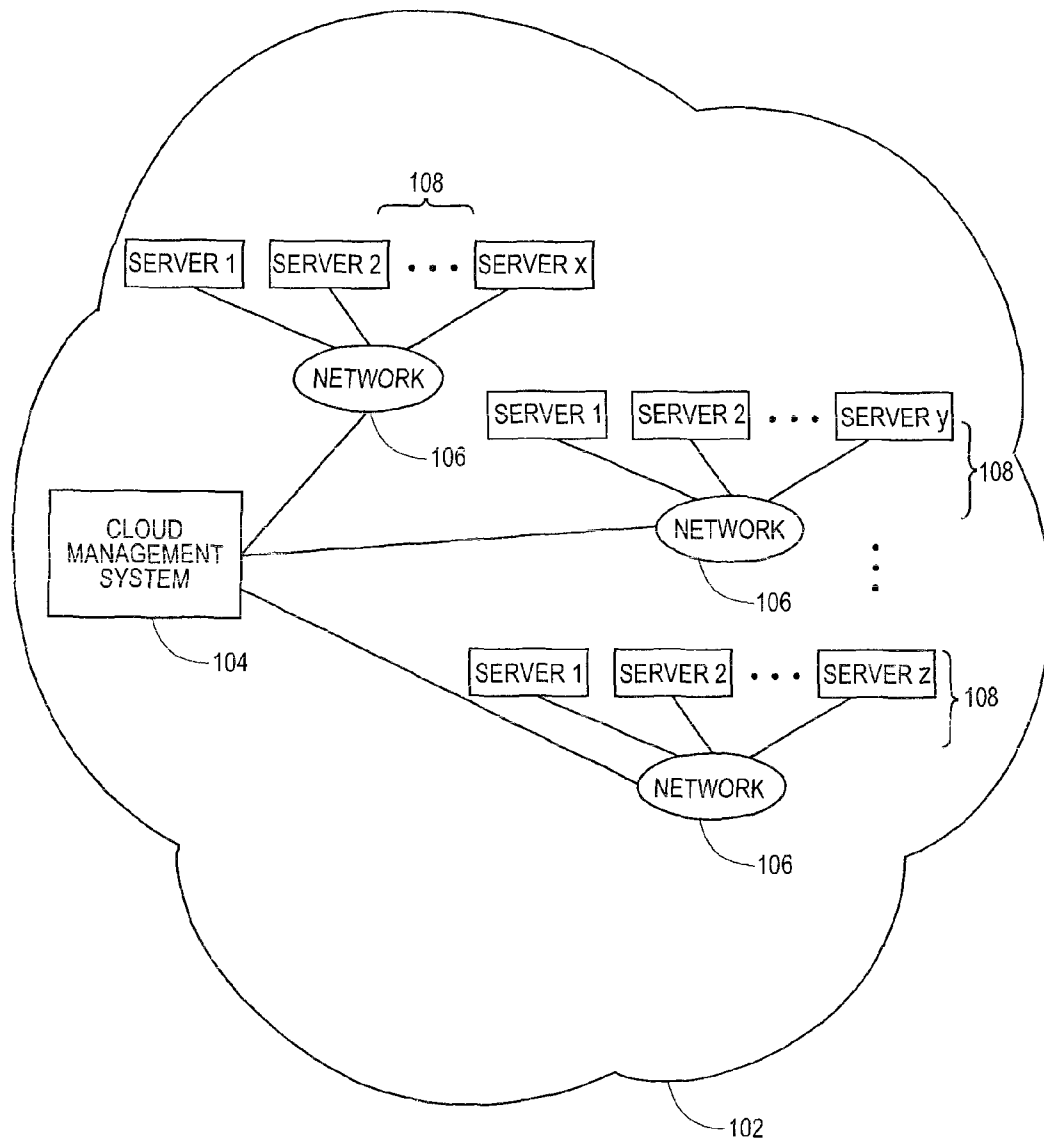 108
SERVER 1 SERVER 2 • • • SERVER x
NETWORK
106
SERVER 1 SERVER 2 • • • SERVER y
108
NETWORK
106
CLOUD
MANAGEMENT
SYSTEM
104
SERVER 1 SERVER 2 • • • SERVER z
108
NETWORK
106
102